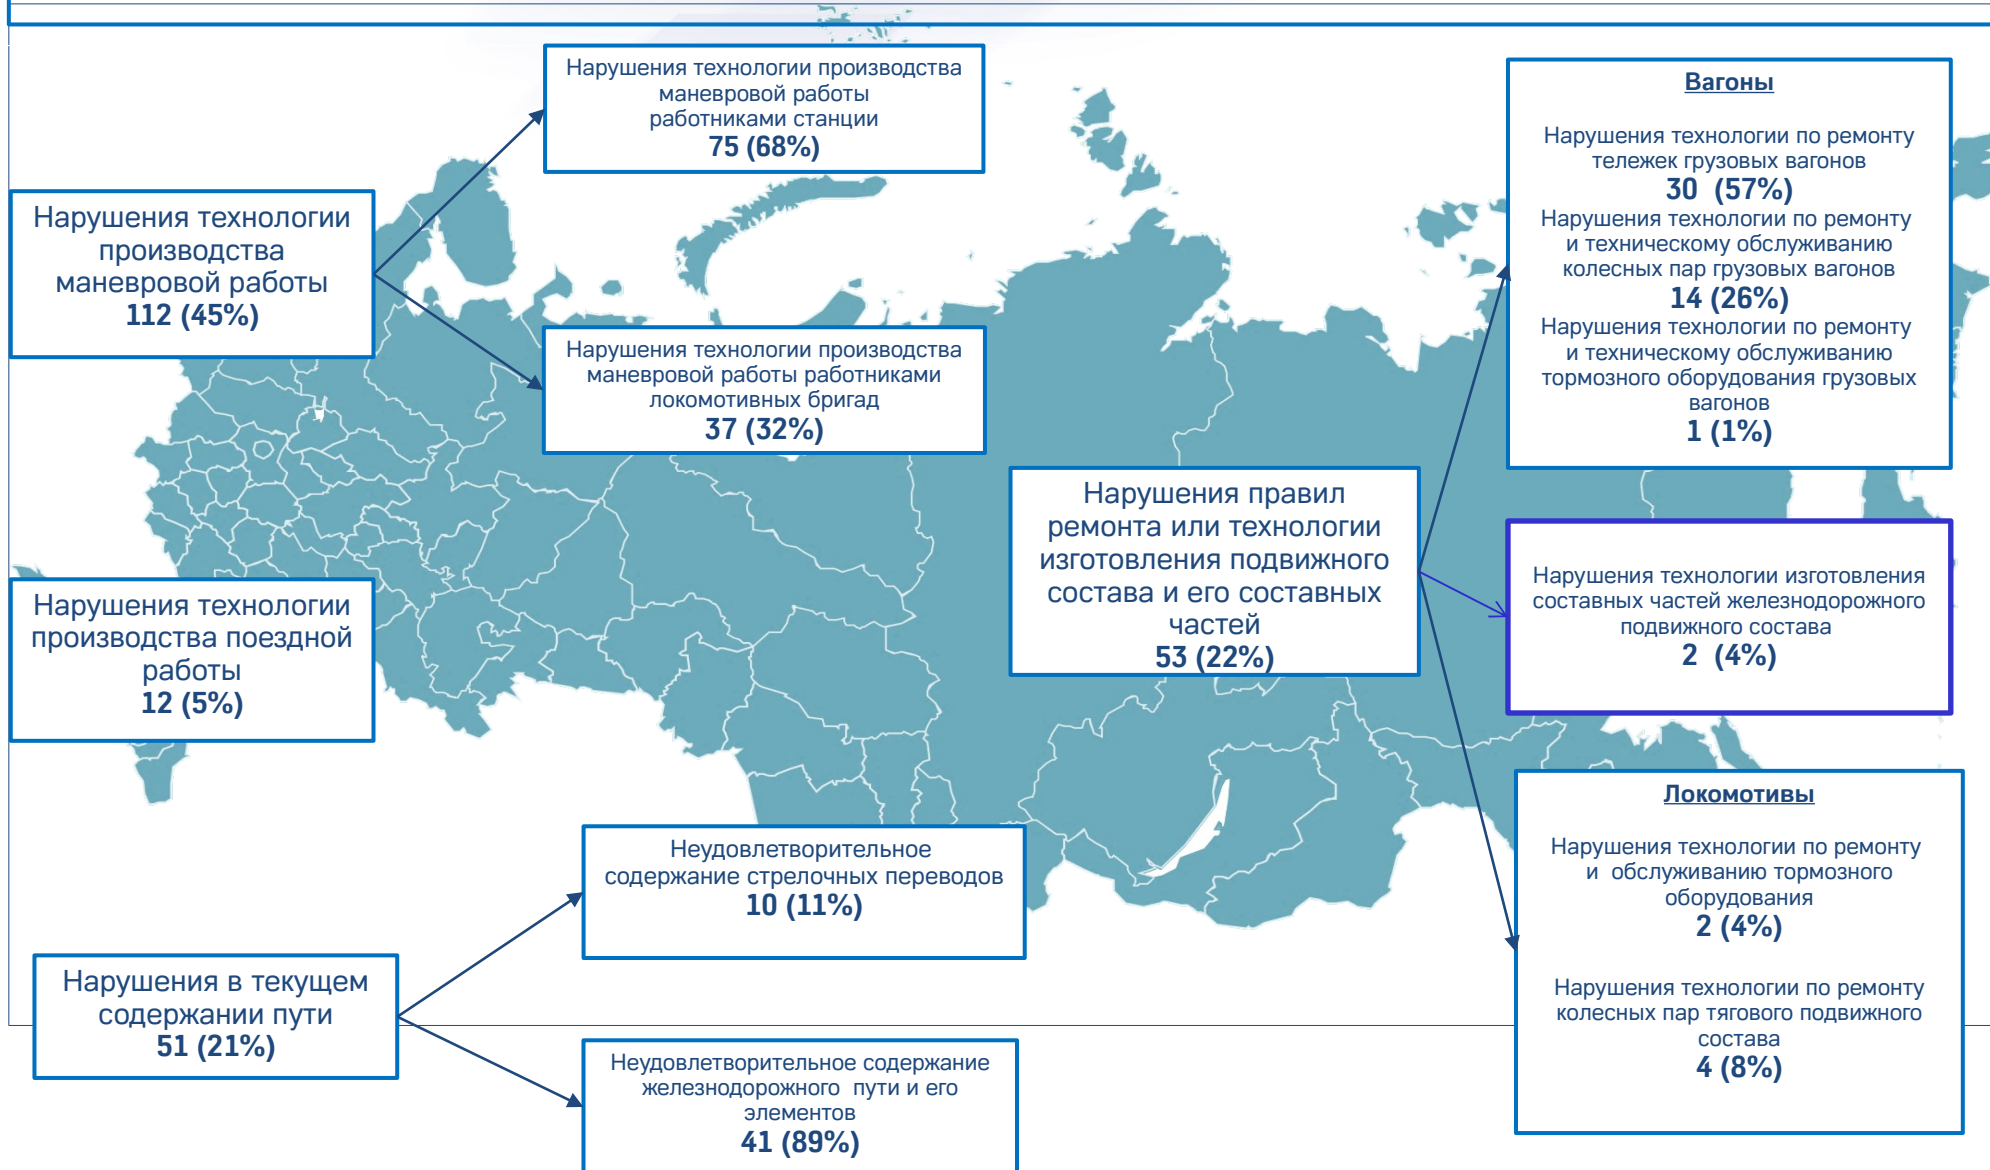 Нарушения технологии производства
маневровой работы
работниками станции
75 (68%)
Нарушения технологии
производства
маневровой работы
112 (45%)
Нарушения технологии производства
маневровой работы работниками
локомотивных бригад
37 (32%)
Нарушения технологии
производства поездной
работы
12 (5%)
Неудовлетворительное
содержание стрелочных переводов
10 (11%)
Нарушения в текущем
содержании пути
51 (21%)
Неудовлетворительное содержание
железнодорожного пути и его
элементов
41 (89%)
Нарушения правил
ремонта или технологии
изготовления подвижного
состава и его составных
частей
53 (22%)
Вагоны
Нарушения технологии по ремонту
тележек грузовых вагонов
30 (57%)
Нарушения технологии по ремонту
и техническому обслуживанию
колесных пар грузовых вагонов
14 (26%)
Нарушения технологии по ремонту
и техническому обслуживанию
тормозного оборудования грузовых
вагонов
1 (1%)
Нарушения технологии изготовления
составных частей железнодорожного
подвижного состава
2 (4%)
Локомотивы
Нарушения технологии по ремонту
и обслуживанию тормозного
оборудования
2 (4%)
Нарушения технологии по ремонту
колесных пар тягового подвижного
состава
4 (8%)